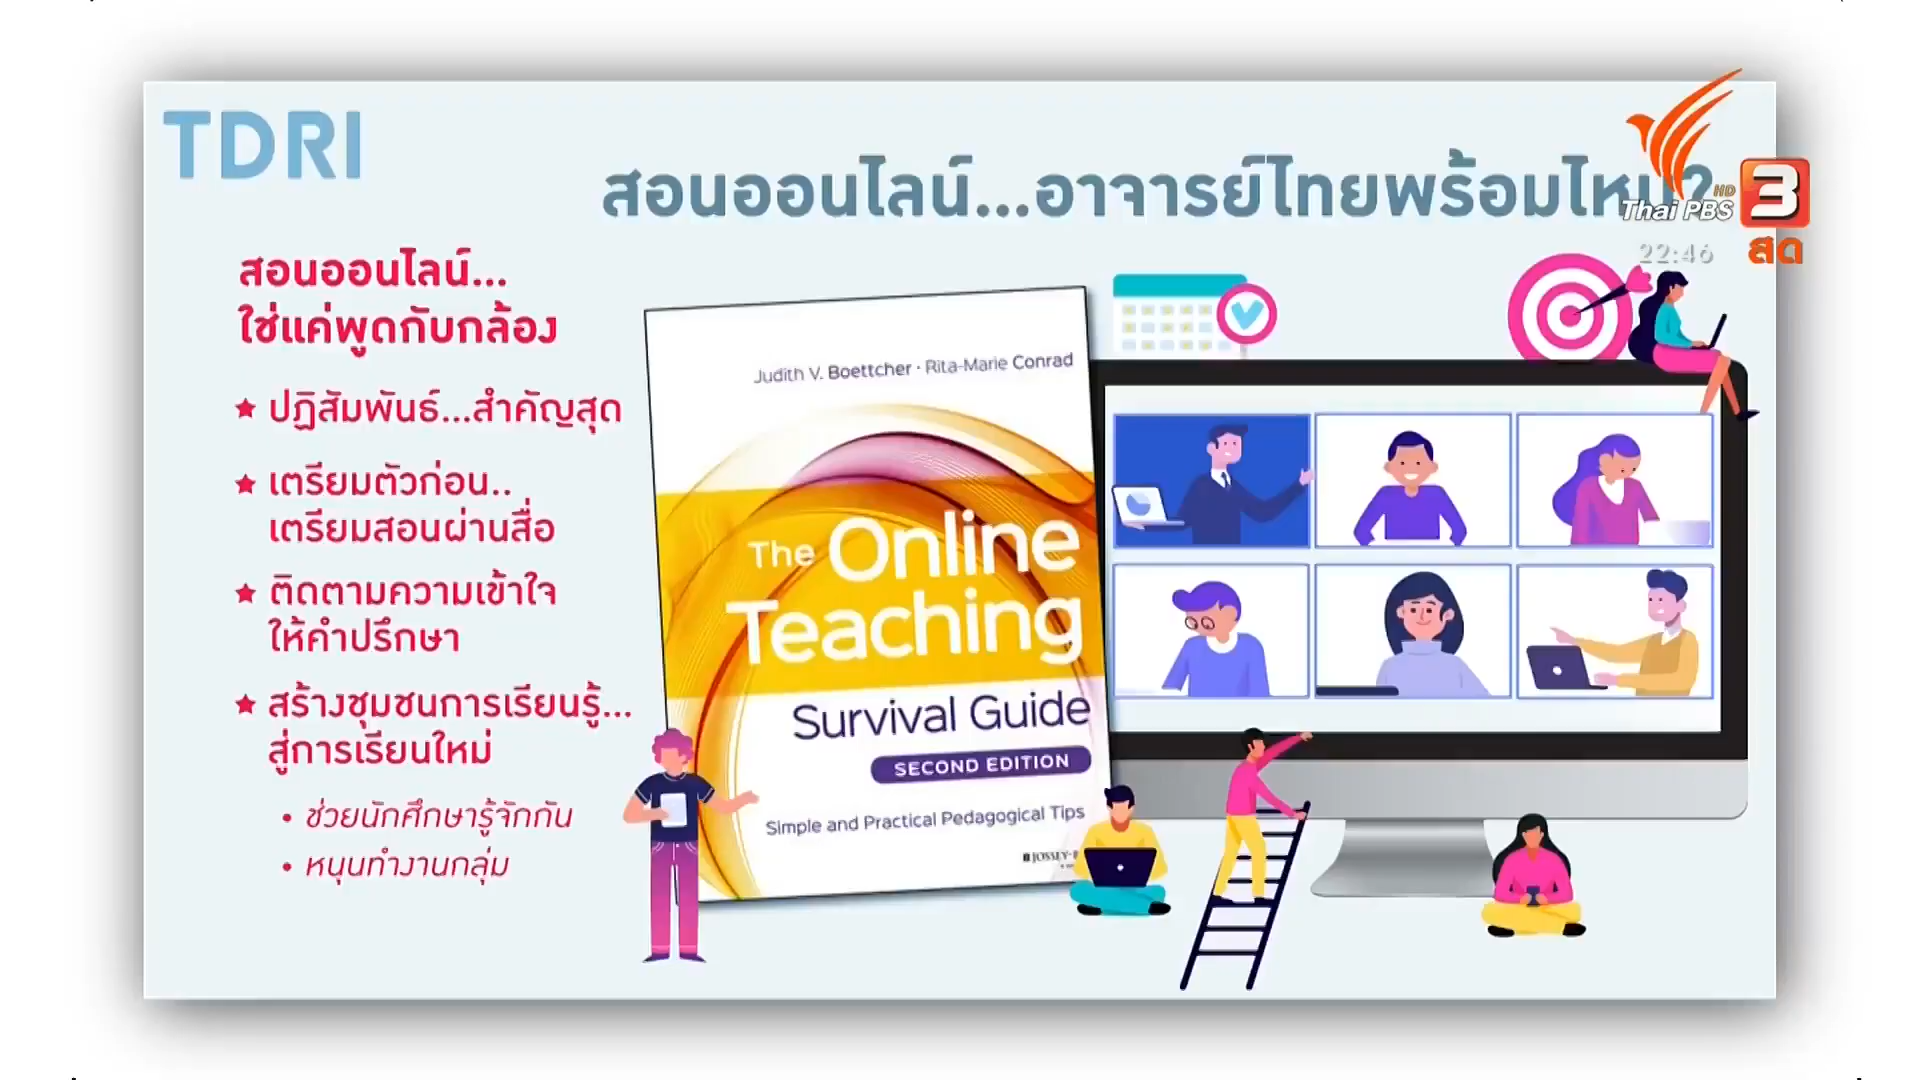 TDRI
สอนออนไลน์...อาจารย์ไทยพร้อมไหม?
HD
Thai PBS
3
22:46
สด
สอนออนไลน์...
ใช่แค่พูดกับกล้อง
★ ปฏิสัมพันธ์...สำคัญสุด
★ เตรียมตัวก่อน..
เตรียมสอนผ่านสื่อ
★ ติดตามความเข้าใจ
ให้คำปรึกษา
★ สร้างชุมชนการเรียนรู้...
สู่การเรียนใหม่
• ช่วยนักศึกษารู้จักกัน
• หนุนทำงานกลุ่ม
Judith V. Boettcher · Rita-Marie Conrad
The Online
Teaching
Survival Guide
SECOND EDITION
Simple and Practical Pedagogical Tips